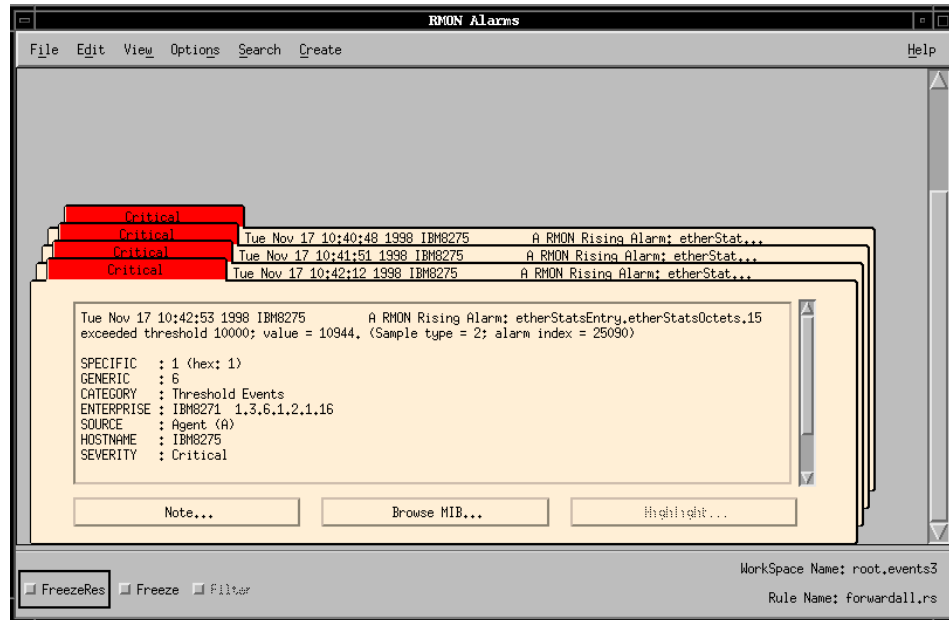 RMON Alarms
File Edit View Options Search Create Help
Critical
Critical Tue Nov 17 10:40:48 1998 IBM8275 A RMON Rising Alarm: etherStat...
Critical Tue Nov 17 10:41:51 1998 IBM8275 A RMON Rising Alarm: etherStat...
Critical Tue Nov 17 10:42:12 1998 IBM8275 A RMON Rising Alarm: etherStat...
Tue Nov 17 10:42:53 1998 IBM8275 A RMON Rising Alarm: etherStatsEntry.etherStatsOctets.15
exceeded threshold 10000; value = 10944. (Sample type = 2; alarm index = 25090)
SPECIFIC : 1 (hex: 1)
GENERIC : 6
CATEGORY : Threshold Events
ENTERPRISE : IBM8271 1.3.6.1.2.1.16
SOURCE : Agent (A)
HOSTNAME : IBM8275
SEVERITY : Critical
Note... Browse MIB... Highlight...
WorkSpace Name: root.events3
FreezeRes Freeze Filter
Rule Name: forwardall.rs